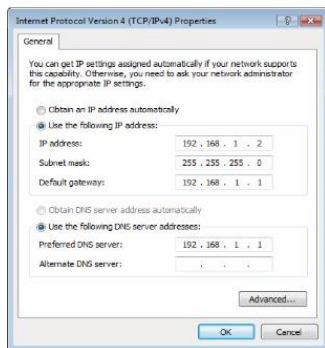 Internet Protocol Version 4 (TCP/IPv4) Properties
General
You can get IP settings assigned automatically if your network supports
this capability. Otherwise, you need to ask your network administrator
for the appropriate IP settings.
Obtain an IP address automatically
Use the following IP address:
IP address: 192 . 168 . 1 . 2
Subnet mask: 255 . 255 . 255 . 0
Default gateway: 192 . 168 . 1 . 1
Obtain DNS server address automatically
Use the following DNS server addresses:
Preferred DNS server: 192 . 168 . 1 . 1
Alternate DNS server: . . .
Advanced...
OK Cancel